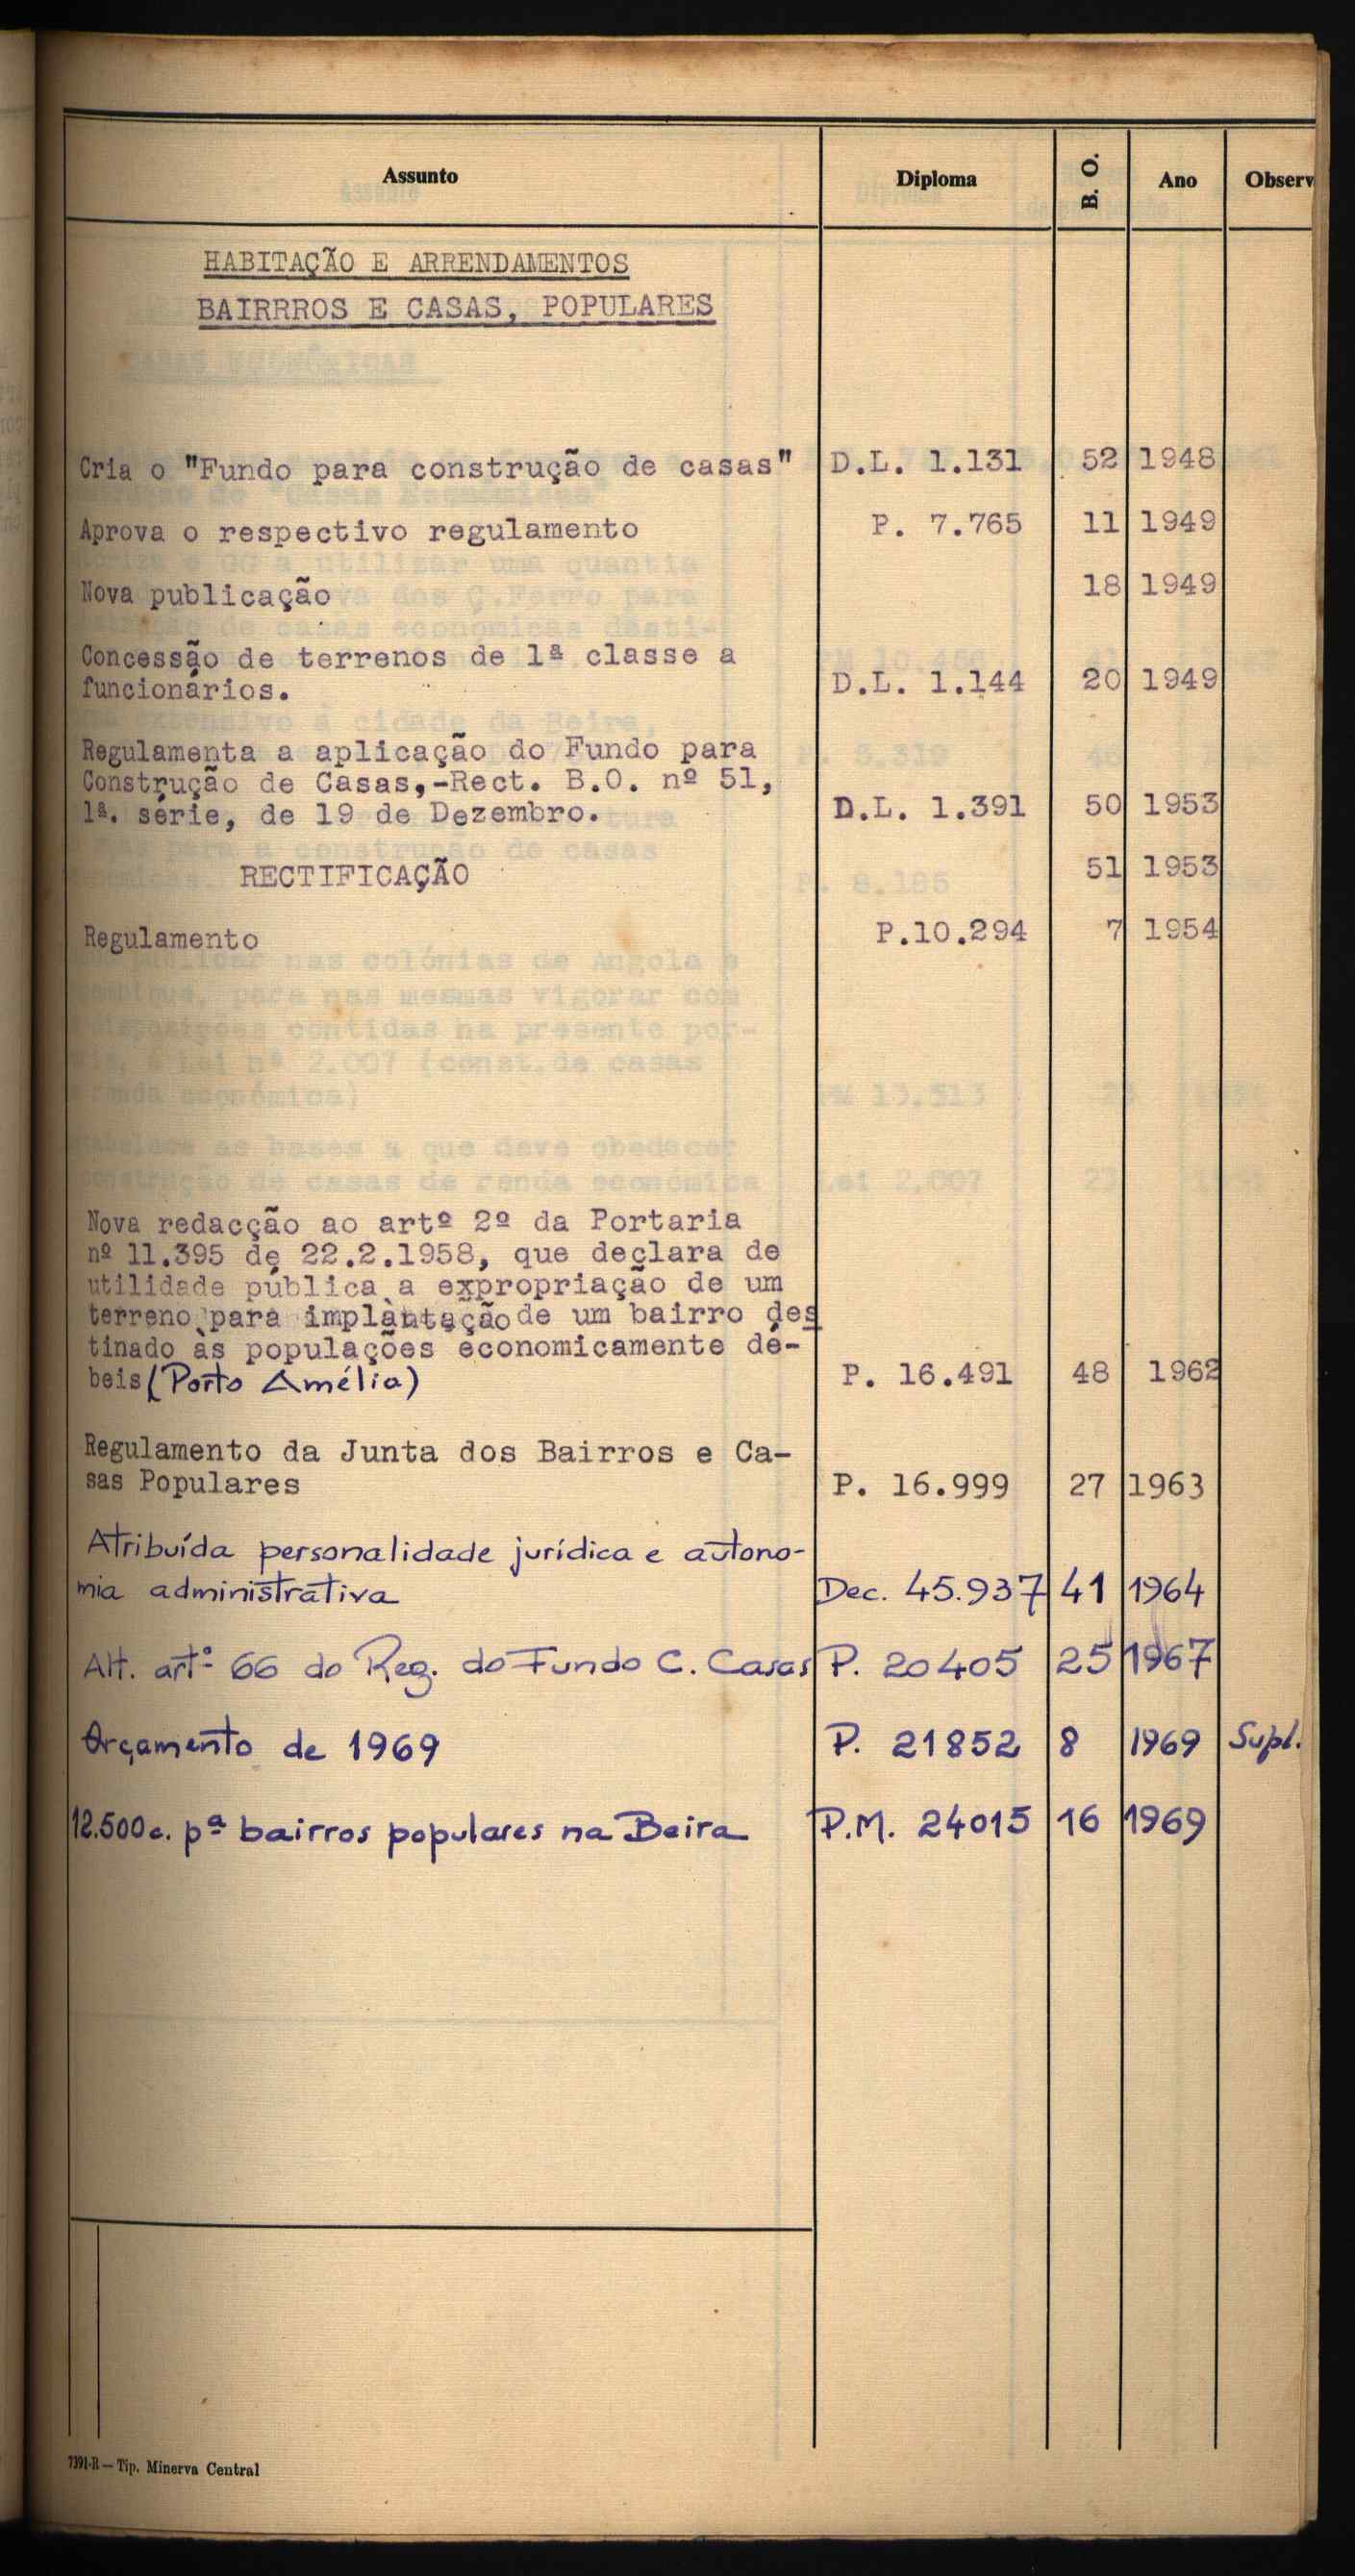 Assunto Diploma B. O. Ano Observ
HABITAÇÃO E ARRENDAMENTOS
BAIRRROS E CASAS, POPULARES
Cria o "Fundo para construção de casas" D.L. 1.131 52 1948
Aprova o respectivo regulamento P. 7.765 11 1949
Nova publicação 18 1949
Concessão de terrenos de 1ª classe a
funcionários. D.L. 1.144 20 1949
Regulamenta a aplicação do Fundo para
Construção de Casas,-Rect. B.O. nº 51,
1ª. série, de 19 de Dezembro. D.L. 1.391 50 1953
RECTIFICAÇÃO 51 1953
Regulamento P.10.294 7 1954
Nova redacção ao artº 2º da Portaria
nº 11.395 de 22.2.1958, que declara de
utilidade pública a expropriação de um
terreno para implantação de um bairro des
tinado às populações economicamente dé-
beis (Porto Amélia) P. 16.491 48 1962
Regulamento da Junta dos Bairros e Ca-
sas Populares P. 16.999 27 1963
Atribuída personalidade jurídica e autono-
mia administrativa Dec. 45.937 41 1964
Alt. artº 66 do Reg. do Fundo C. Casas P. 20405 25 1967
Orçamento de 1969 P. 21852 8 1969 Supl.
12.500c. pª bairros populares na Beira P.M. 24015 16 1969
7391-R — Tip. Minerva Central